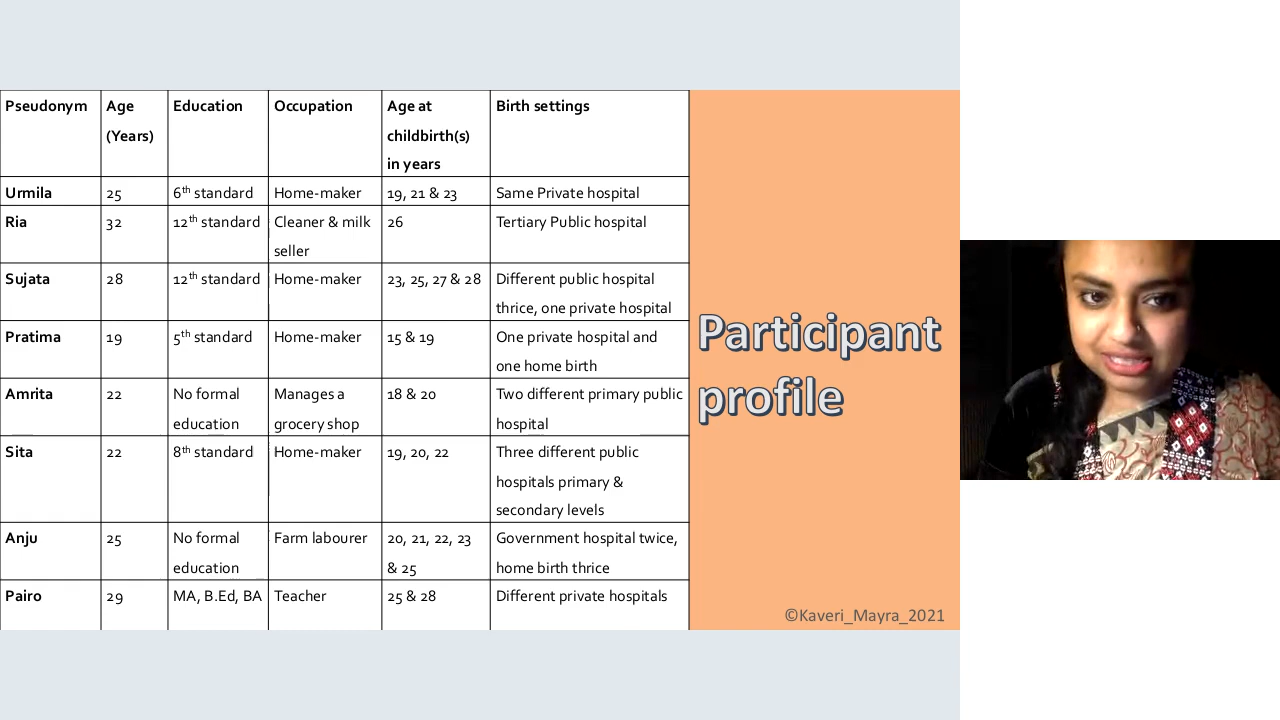 Pseudonym Age Education Occupation Age at Birth settings
(Years) childbirth(s)
in years
Urmila 25 6th standard Home-maker 19, 21 & 23 Same Private hospital
Ria 32 12th standard Cleaner & milk 26 Tertiary Public hospital
seller
Sujata 28 12th standard Home-maker 23, 25, 27 & 28 Different public hospital
thrice, one private hospital
Pratima 19 5th standard Home-maker 15 & 19 One private hospital and
one home birth
Amrita 22 No formal Manages a 18 & 20 Two different primary public
education grocery shop hospital
Sita 22 8th standard Home-maker 19, 20, 22 Three different public
hospitals primary &
secondary levels
Anju 25 No formal Farm labourer 20, 21, 22, 23 Government hospital twice,
education & 25 home birth thrice
Pairo 29 MA, B.Ed, BA Teacher 25 & 28 Different private hospitals
Participant
profile
©Kaveri_Mayra_2021